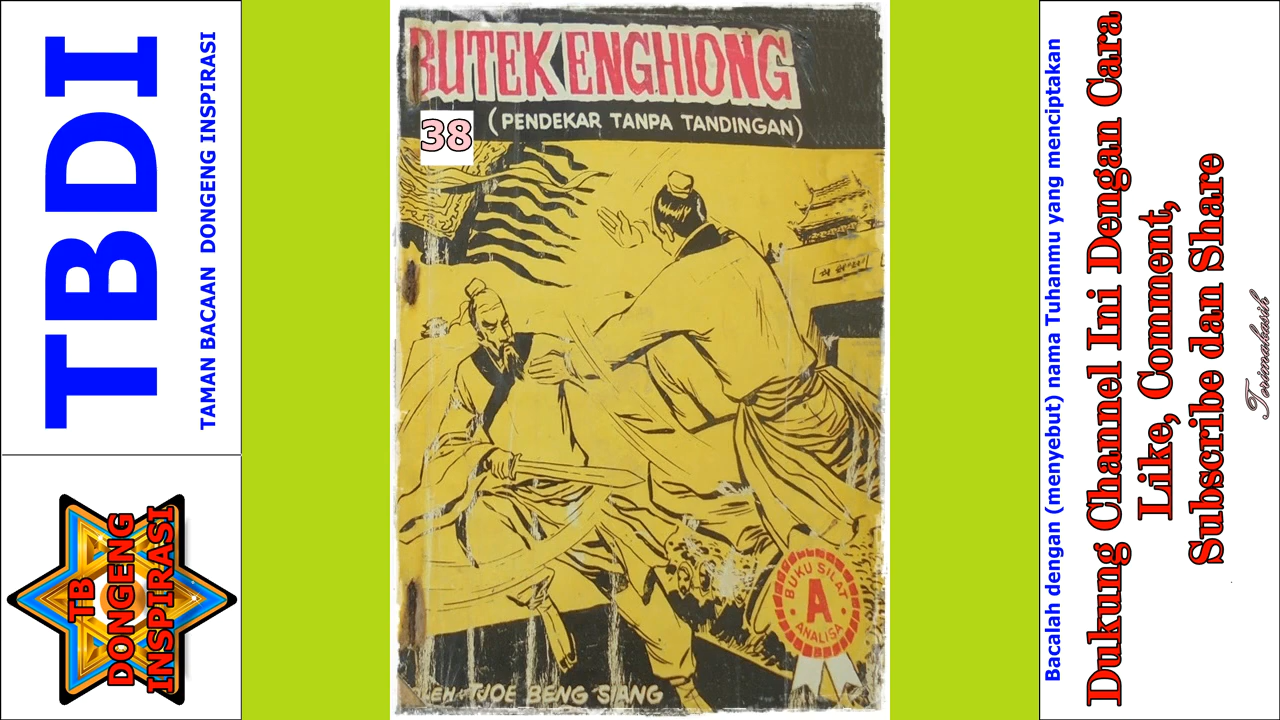 TBDI
TAMAN BACAAN DONGENG INSPIRASI
TB
DONGENG
INSPIRASI
BUTEK ENGHIONG
(PENDEKAR TANPA TANDINGAN)
38
BUKU SILAT
A
ANALISA
TJOE BENG SIANG
Bacalah dengan (menyebut) nama Tuhanmu yang menciptakan
Dukung Channel Ini Dengan Cara
Like, Comment,
Subscribe dan Share
Terimakasih